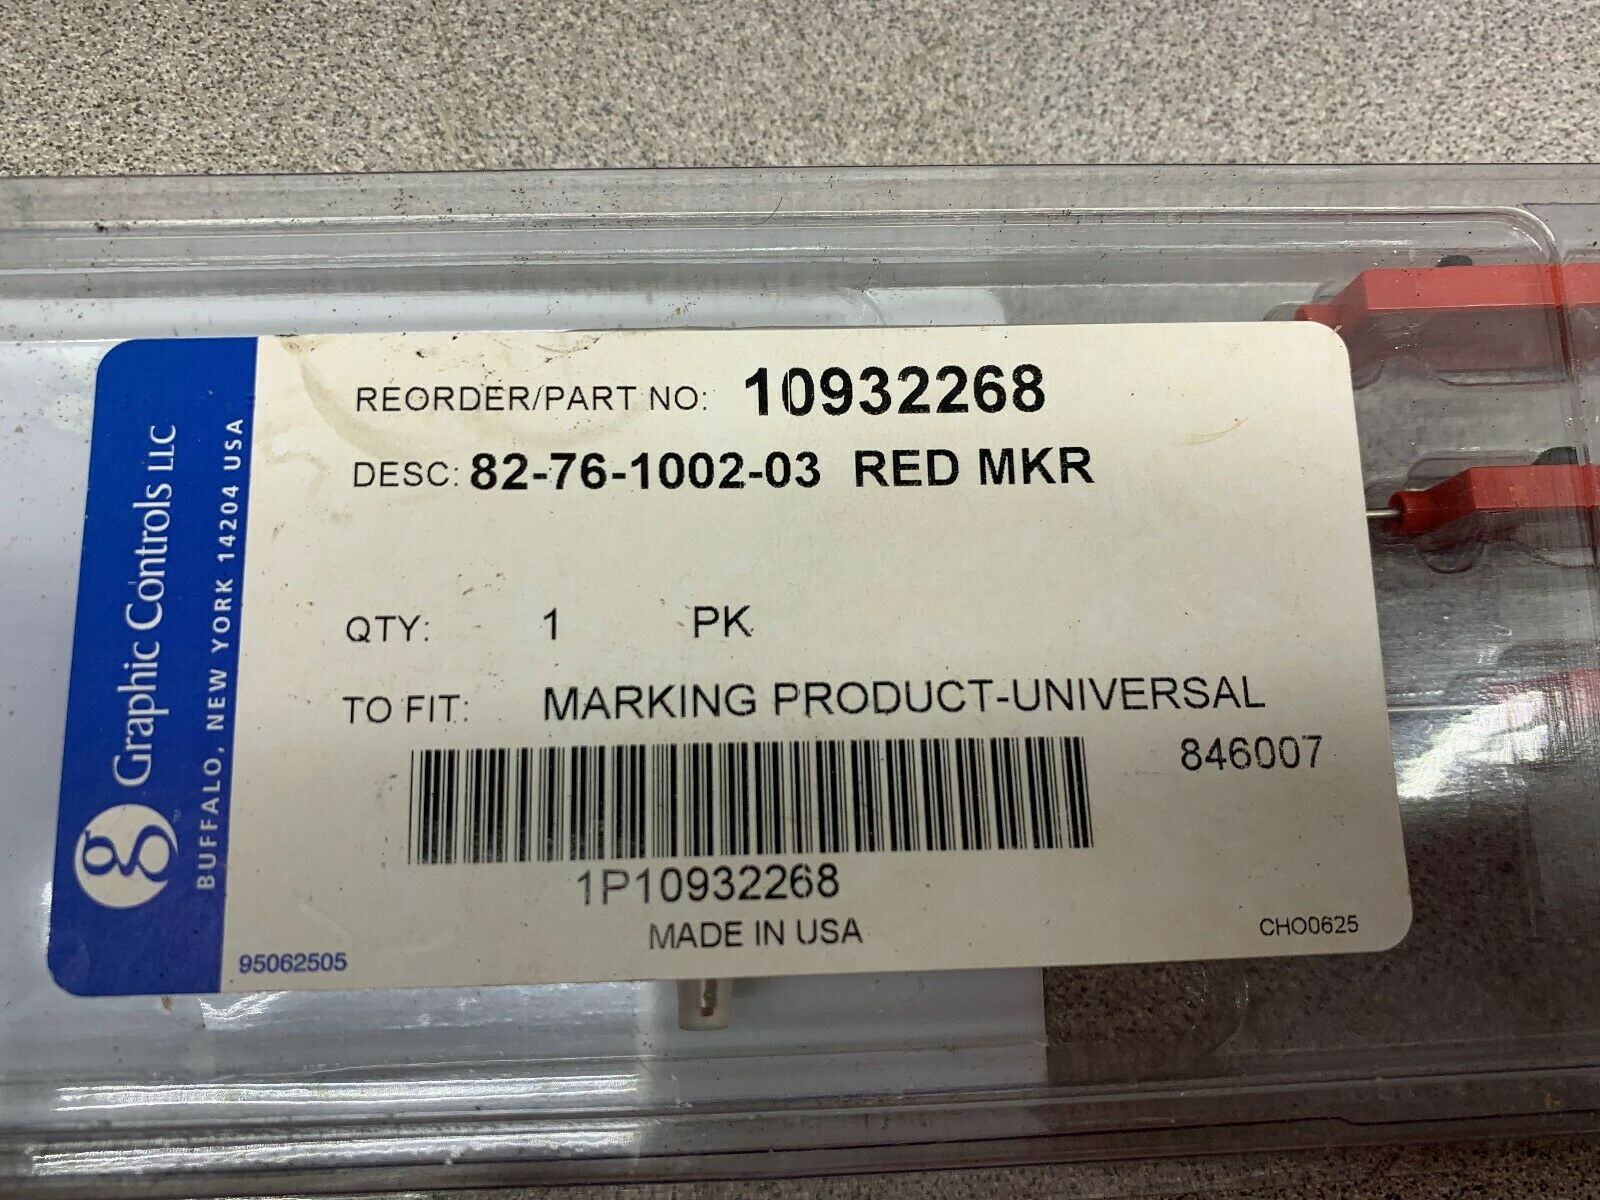 REORDER/PART NO: 10932268
DESC: 82-76-1002-03 RED MKR
QTY: 1 PK
TO FIT: MARKING PRODUCT-UNIVERSAL
846007
1P10932268
MADE IN USA
CHO0625
95062505
g™ Graphic Controls LLC
BUFFALO, NEW YORK 14204 USA